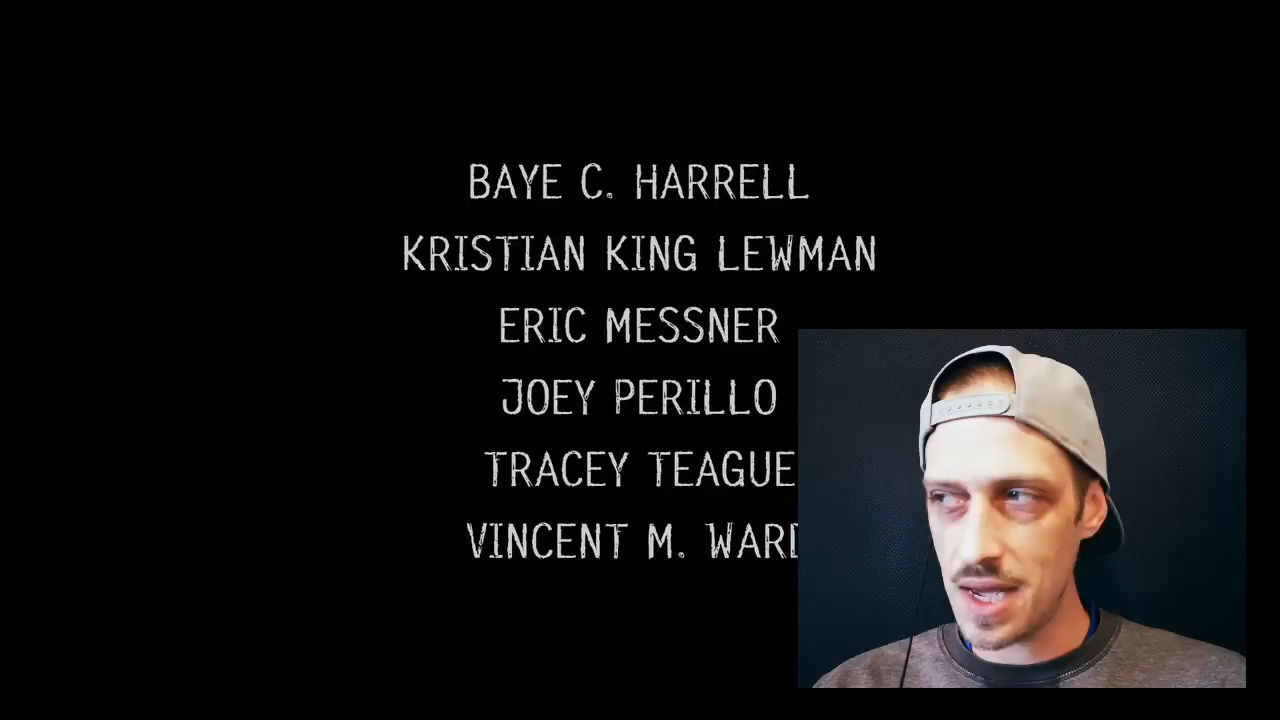 BAYE C. HARRELL
KRISTIAN KING LEWMAN
ERIC MESSNER
JOEY PERILLO
TRACEY TEAGUE
VINCENT M. WARD